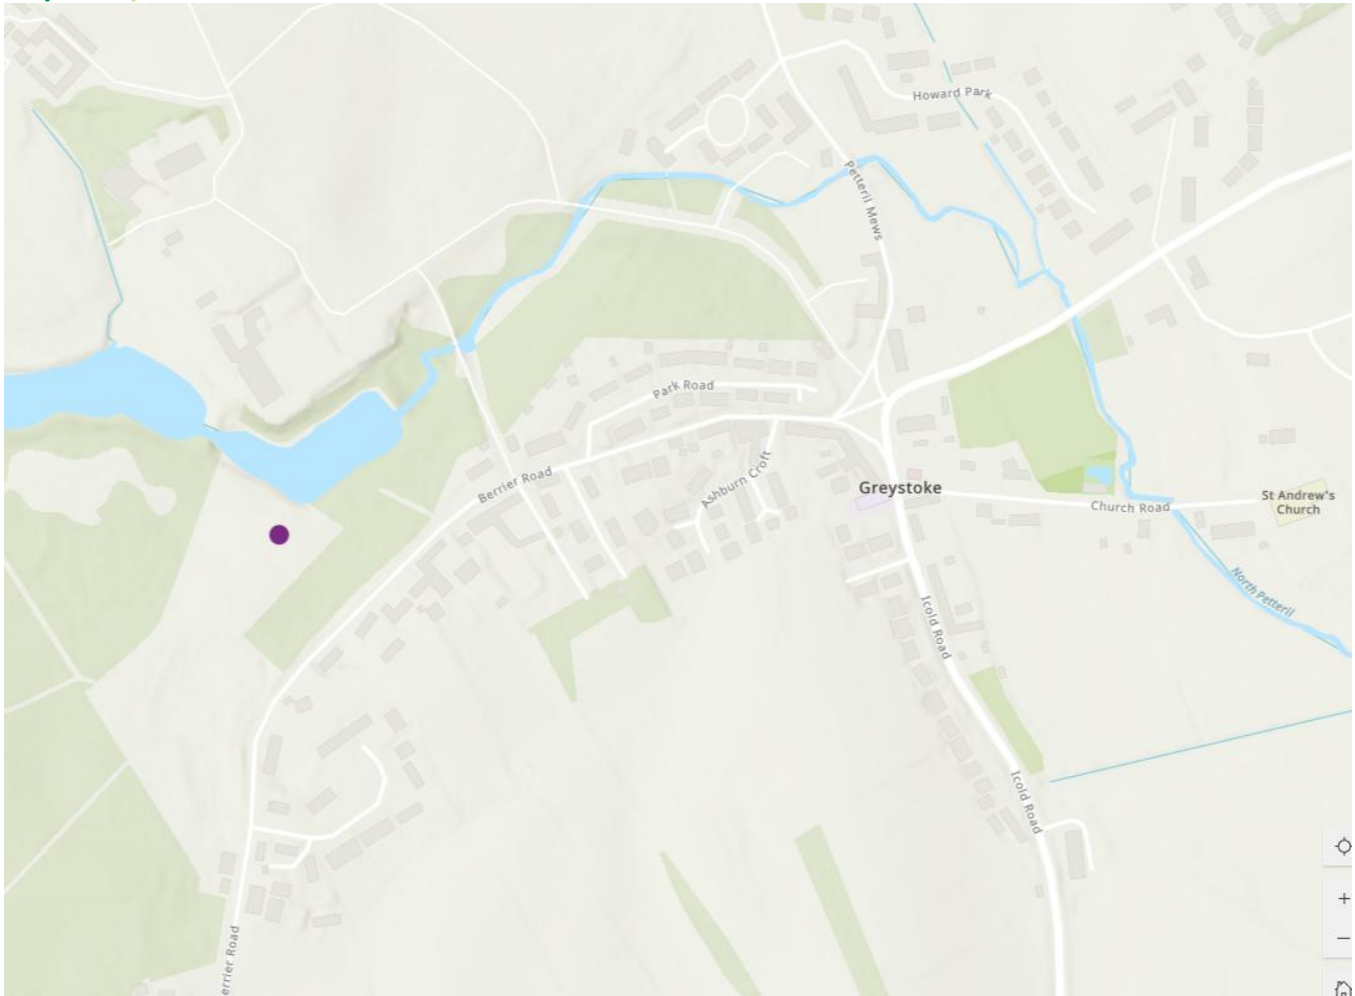 Howard Park
Petteril Mews
Park Road
Berrier Road
Ashburn Croft
Greystoke
Church Road
St Andrew's
Church
North Petteril
Icold Road
Icold Road
errier Road
+
−